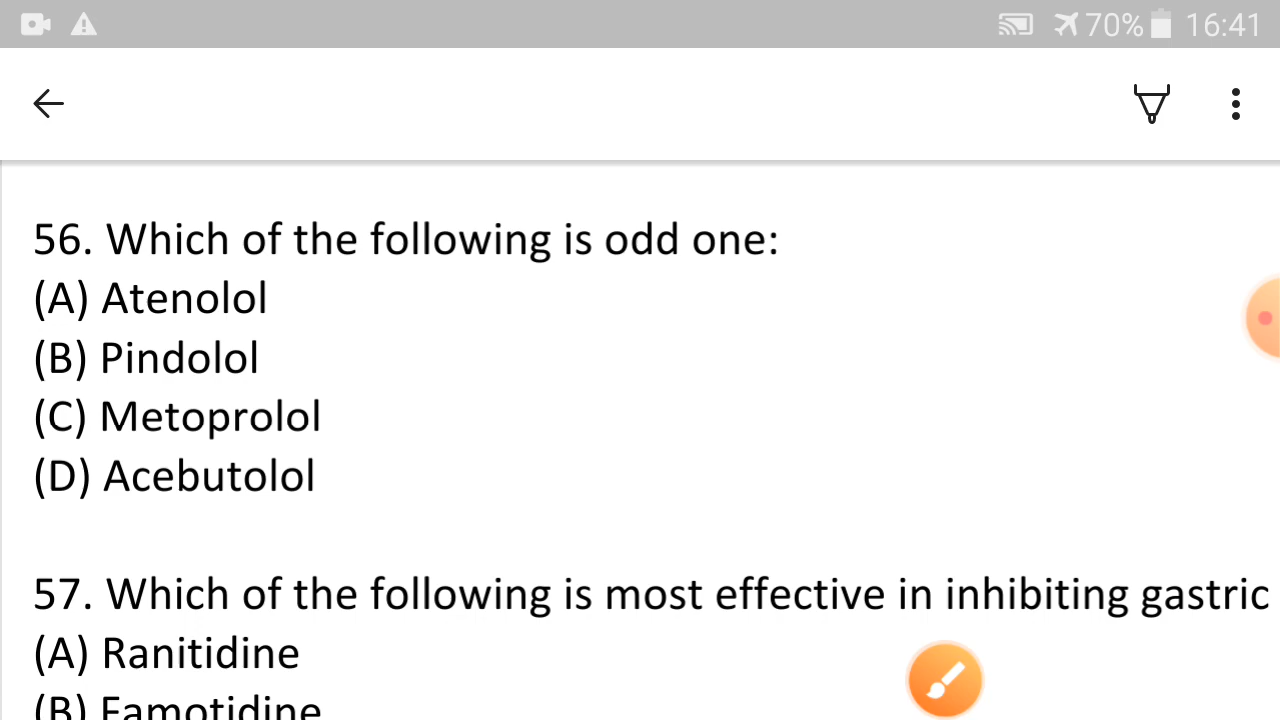 70% 16:41
56. Which of the following is odd one:
(A) Atenolol
(B) Pindolol
(C) Metoprolol
(D) Acebutolol
57. Which of the following is most effective in inhibiting gastric
(A) Ranitidine
(B) Famotidine